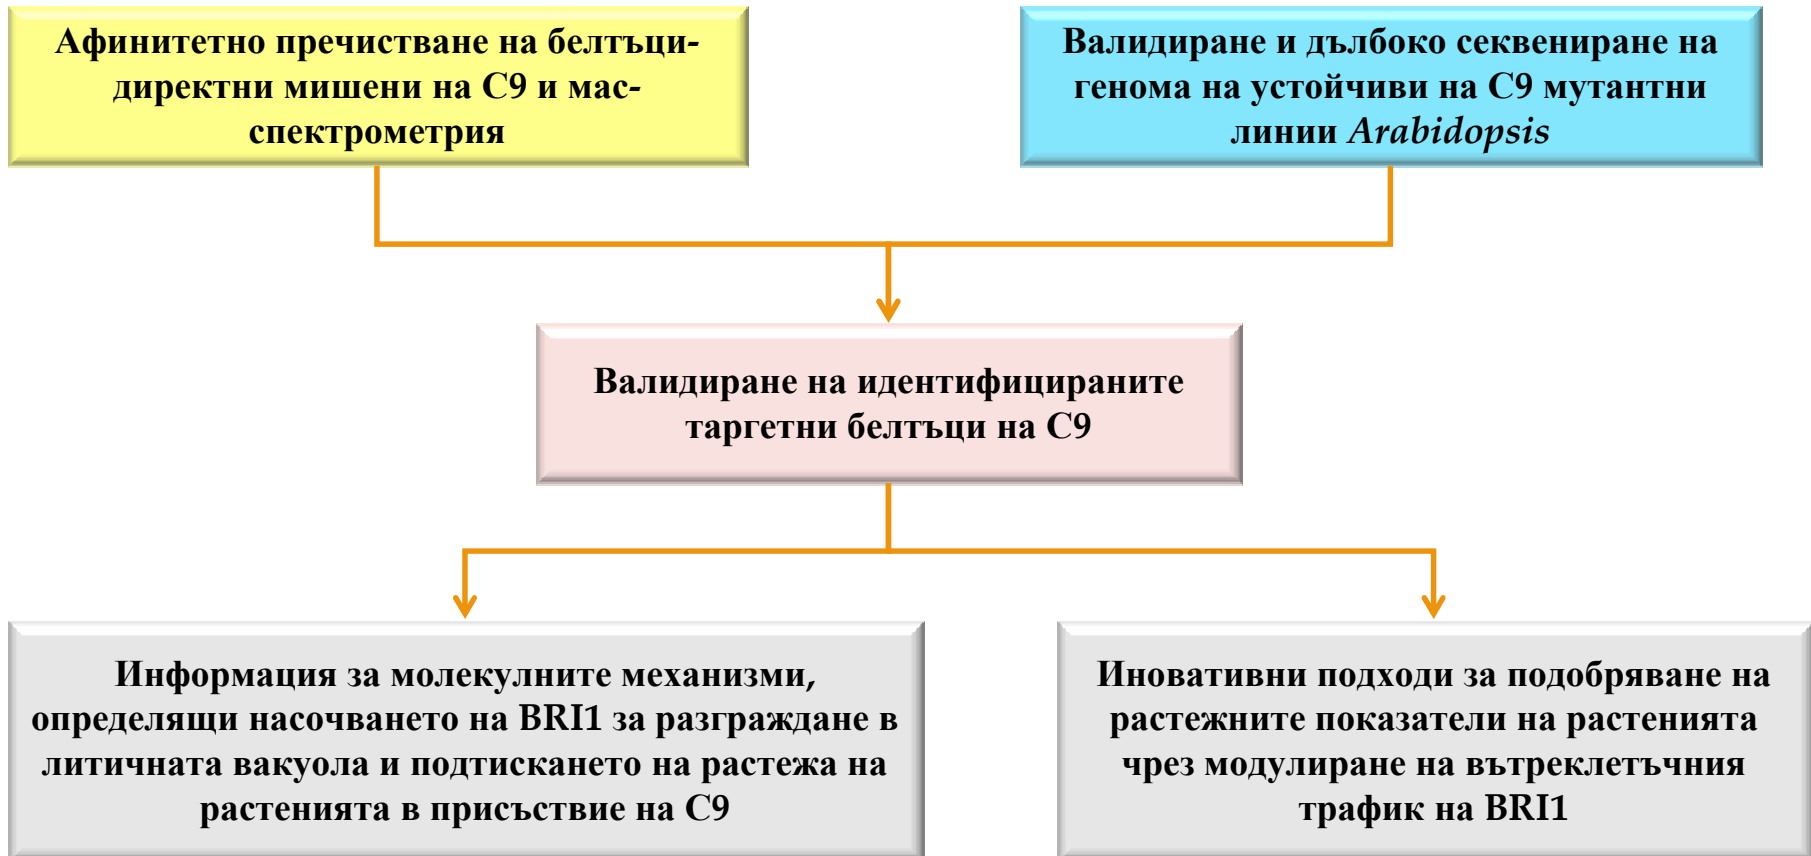 Афинитетно пречистване на белтъци-
директни мишени на C9 и мас-
спектрометрия
Валидиране и дълбоко секвениране на
генома на устойчиви на C9 мутантни
линии Arabidopsis
Валидиране на идентифицираните
таргетни белтъци на C9
Информация за молекулните механизми,
определящи насочването на BRI1 за разграждане в
литичната вакуола и подтискането на растежа на
растенията в присъствие на C9
Иновативни подходи за подобряване на
растежните показатели на растенията
чрез модулиране на вътреклетъчния
трафик на BRI1